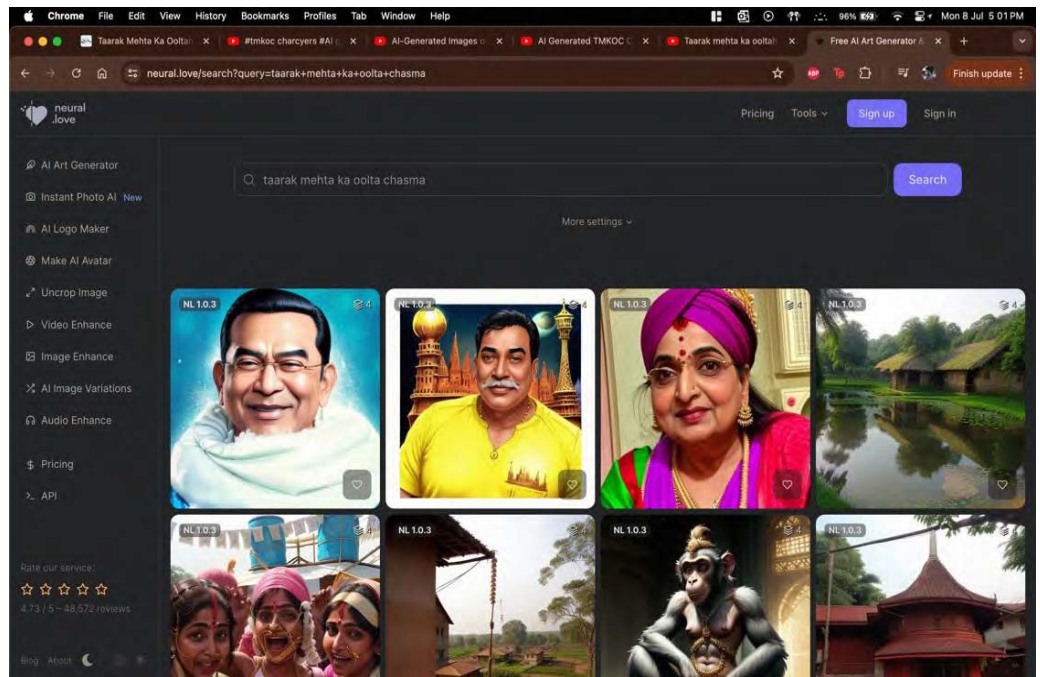 Chrome File Edit View History Bookmarks Profiles Tab Window Help 96% Mon 8 Jul 5 01 PM
Taarak Mehta Ka Oolta #tmkoc charcyers #AI AI-Generated Images o AI Generated TMKOC C Taarak mehta ka ooltah Free AI Art Generator &
neural.love/search?query=taarak+mehta+ka+oolta+chasma ABP Finish update
neural
.love
Pricing Tools Sign up Sign in
AI Art Generator
taarak mehta ka oolta chasma Search
Instant Photo AI New
AI Logo Maker
More settings
Make AI Avatar
Uncrop Image
Video Enhance
Image Enhance
AI Image Variations
Audio Enhance
$ Pricing
API
NL 1.0.3 4 NL 1.0.3 4 NL 1.0.3 4 NL 1.0.3 4
NL 1.0.3 4 NL 1.0.3 4 NL 1.0.3 4 NL 1.0.3 4
Rate our service:
4.73 / 5 – 48,572 reviews
Blog About